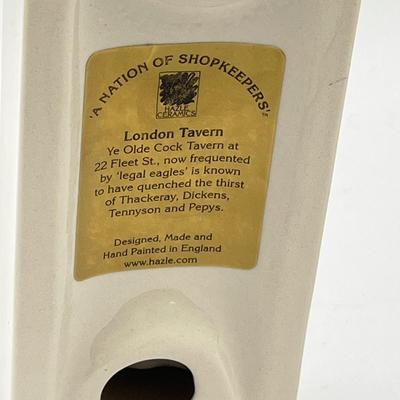 'A NATION OF SHOPKEEPERS'™
HAZLE
CERAMICS
London Tavern
Ye Olde Cock Tavern at
22 Fleet St., now frequented
by 'legal eagles' is known
to have quenched the thirst
of Thackeray, Dickens,
Tennyson and Pepys.
Designed, Made and
Hand Painted in England
www.hazle.com